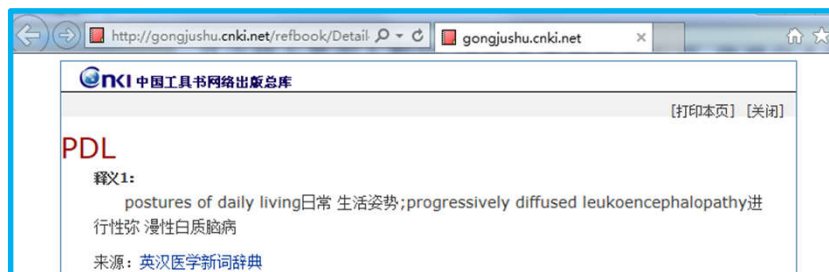 http://gongjushu.cnki.net/refbook/Detail
gongjushu.cnki.net
cnki 中国工具书网络出版总库
[打印本页] [关闭]
PDL
释义1:
postures of daily living日常 生活姿势;progressively diffused leukoencephalopathy进
行性弥 漫性白质脑病
来源: 英汉医学新词辞典